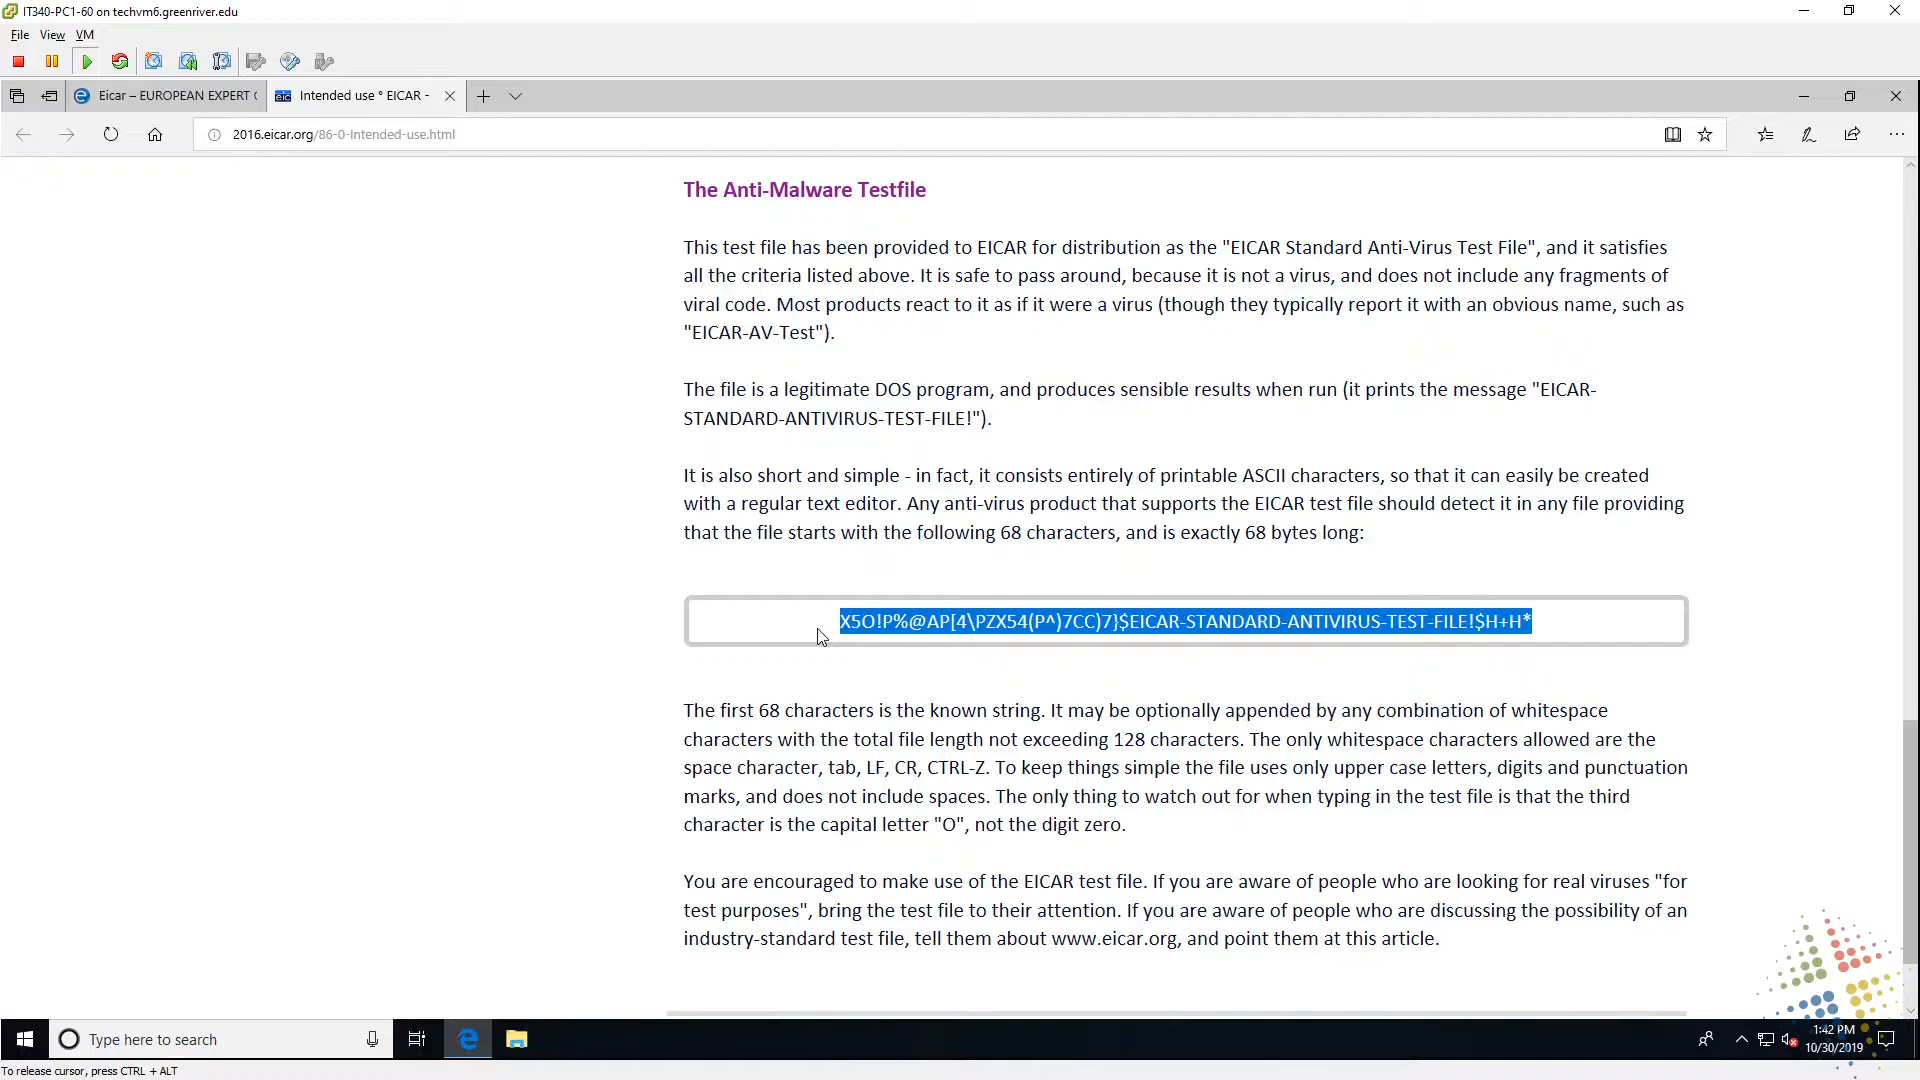 IT340-PC1-60 on techvm6.greenriver.edu
File View VM
Eicar – EUROPEAN EXPERT
Intended use ° EICAR -
2016.eicar.org/86-0-Intended-use.html
The Anti-Malware Testfile
This test file has been provided to EICAR for distribution as the "EICAR Standard Anti-Virus Test File", and it satisfies
all the criteria listed above. It is safe to pass around, because it is not a virus, and does not include any fragments of
viral code. Most products react to it as if it were a virus (though they typically report it with an obvious name, such as
"EICAR-AV-Test").
The file is a legitimate DOS program, and produces sensible results when run (it prints the message "EICAR-
STANDARD-ANTIVIRUS-TEST-FILE!").
It is also short and simple - in fact, it consists entirely of printable ASCII characters, so that it can easily be created
with a regular text editor. Any anti-virus product that supports the EICAR test file should detect it in any file providing
that the file starts with the following 68 characters, and is exactly 68 bytes long:
X5O!P%@AP[4\PZX54(P^)7CC)7}$EICAR-STANDARD-ANTIVIRUS-TEST-FILE!$H+H*
The first 68 characters is the known string. It may be optionally appended by any combination of whitespace
characters with the total file length not exceeding 128 characters. The only whitespace characters allowed are the
space character, tab, LF, CR, CTRL-Z. To keep things simple the file uses only upper case letters, digits and punctuation
marks, and does not include spaces. The only thing to watch out for when typing in the test file is that the third
character is the capital letter "O", not the digit zero.
You are encouraged to make use of the EICAR test file. If you are aware of people who are looking for real viruses "for
test purposes", bring the test file to their attention. If you are aware of people who are discussing the possibility of an
industry-standard test file, tell them about www.eicar.org, and point them at this article.
Type here to search
1:42 PM
10/30/2019
To release cursor, press CTRL + ALT